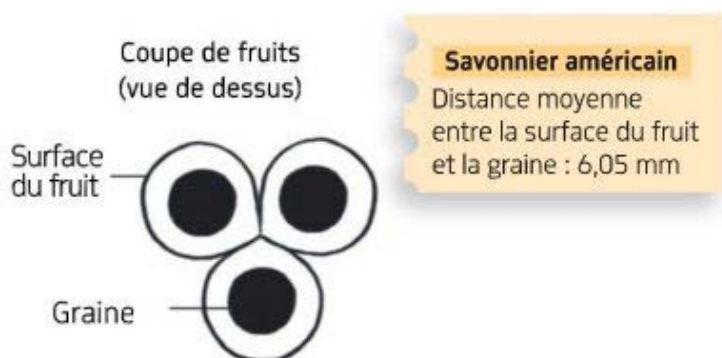 Coupe de fruits
(vue de dessus)
Surface
du fruit
Graine
Savonnier américain
Distance moyenne
entre la surface du fruit
et la graine : 6,05 mm